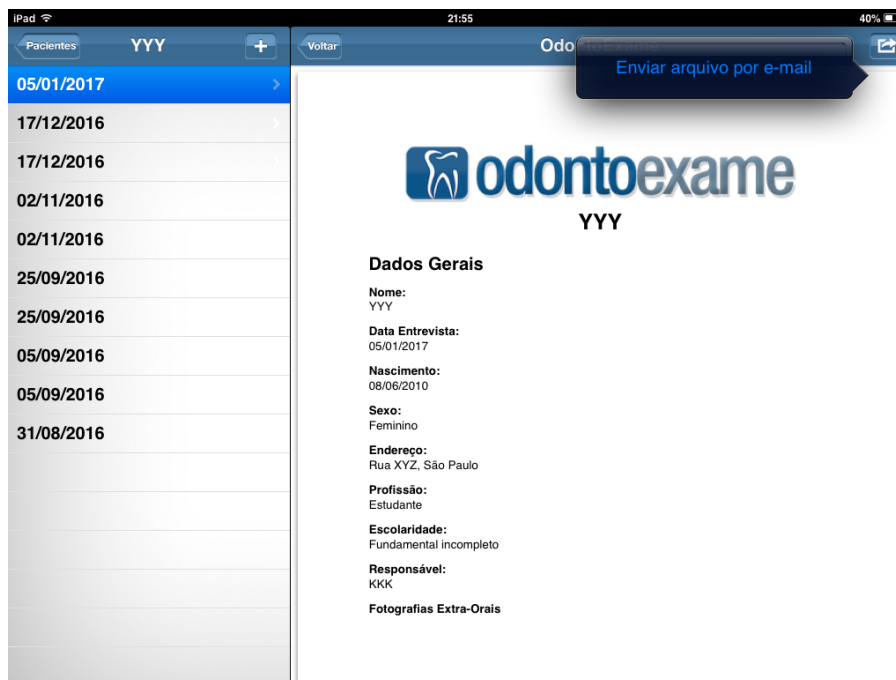 iPad 21:55 40%
Pacientes YYY + Voltar OdontoExame
Enviar arquivo por e-mail
05/01/2017
17/12/2016
17/12/2016
02/11/2016
02/11/2016
25/09/2016
25/09/2016
05/09/2016
05/09/2016
31/08/2016
odontoexame
YYY
Dados Gerais
Nome:
YYY
Data Entrevista:
05/01/2017
Nascimento:
08/06/2010
Sexo:
Feminino
Endereço:
Rua XYZ, São Paulo
Profissão:
Estudante
Escolaridade:
Fundamental incompleto
Responsável:
KKK
Fotografias Extra-Orais